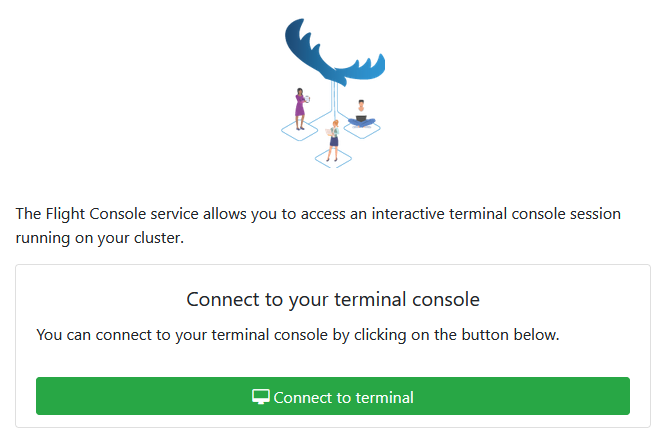 The Flight Console service allows you to access an interactive terminal console session
running on your cluster.
Connect to your terminal console
You can connect to your terminal console by clicking on the button below.
Connect to terminal